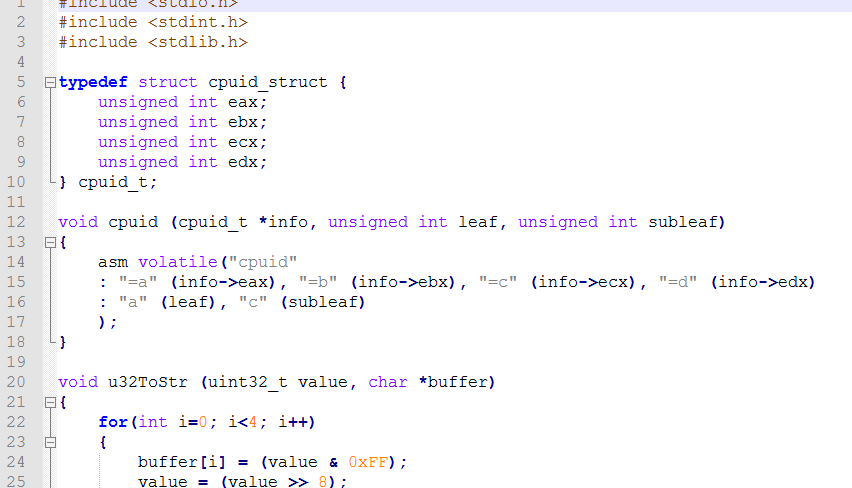 1 #include <stdio.h>
2 #include <stdint.h>
3 #include <stdlib.h>
4
5 typedef struct cpuid_struct {
6     unsigned int eax;
7     unsigned int ebx;
8     unsigned int ecx;
9     unsigned int edx;
10 } cpuid_t;
11
12 void cpuid (cpuid_t *info, unsigned int leaf, unsigned int subleaf)
13 {
14     asm volatile("cpuid"
15     : "=a" (info->eax), "=b" (info->ebx), "=c" (info->ecx), "=d" (info->edx)
16     : "a" (leaf), "c" (subleaf)
17     );
18 }
19
20 void u32ToStr (uint32_t value, char *buffer)
21 {
22     for(int i=0; i<4; i++)
23     {
24         buffer[i] = (value & 0xFF);
25         value = (value >> 8);